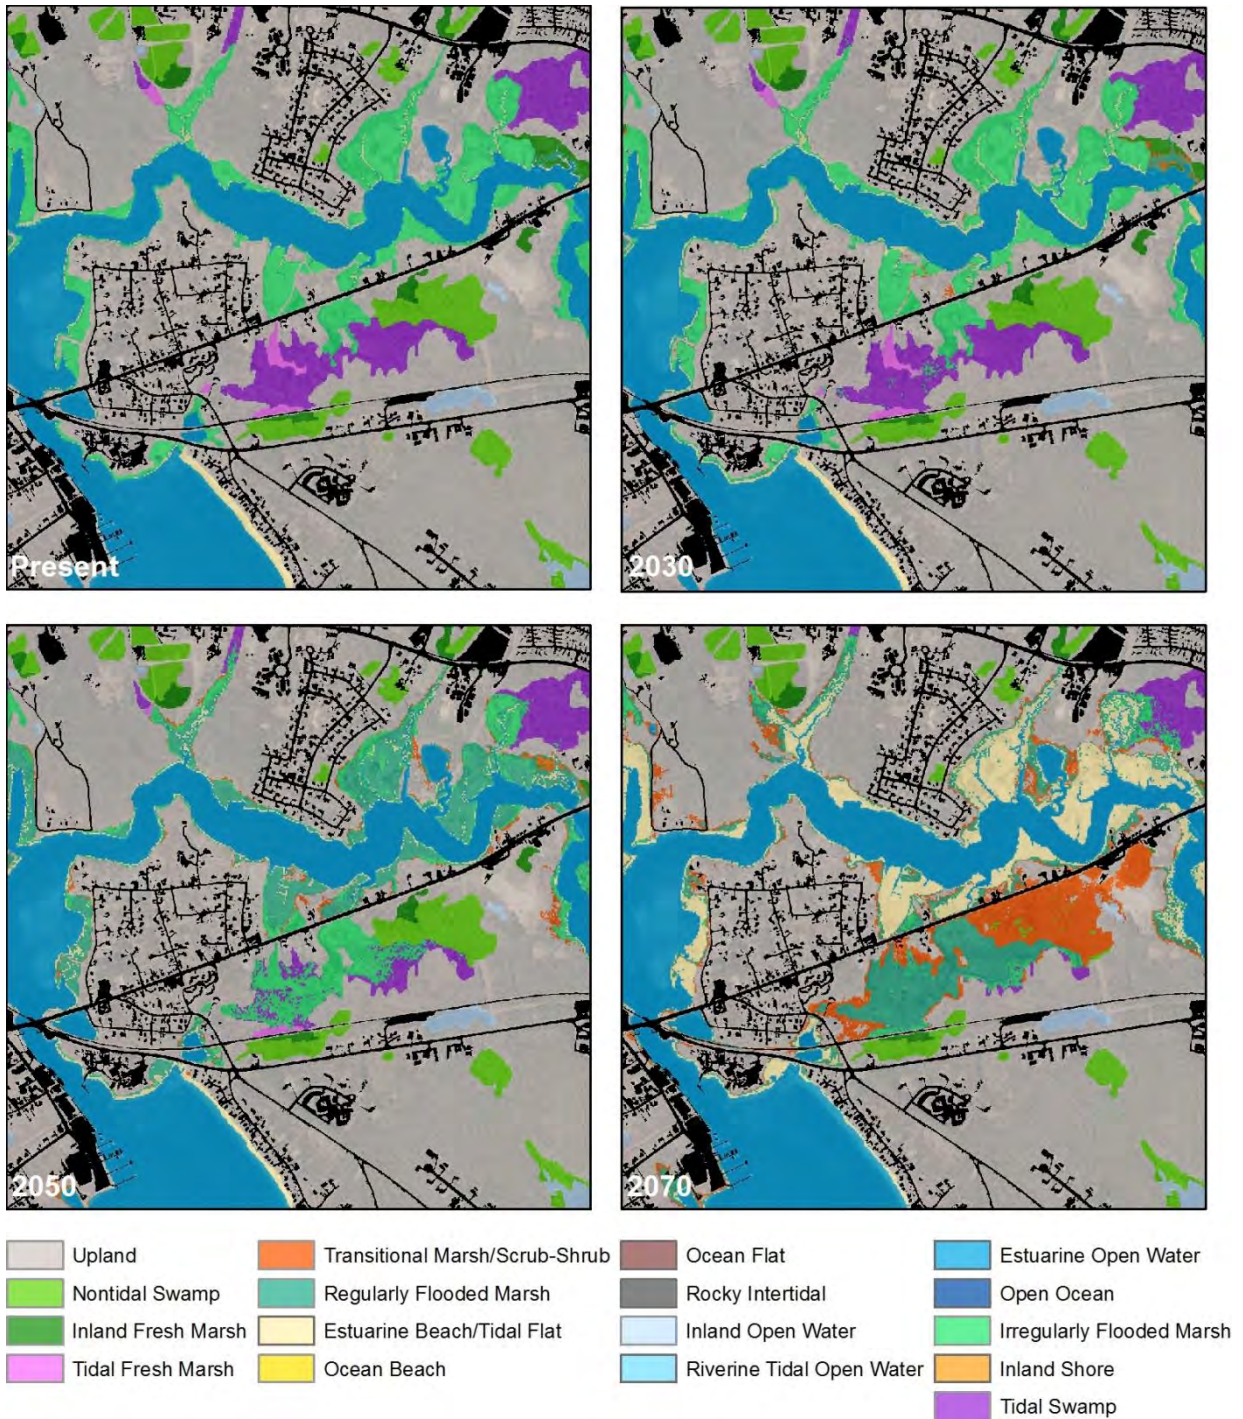 Present
2030
2050
2070
Upland
Transitional Marsh/Scrub-Shrub
Ocean Flat
Estuarine Open Water
Nontidal Swamp
Regularly Flooded Marsh
Rocky Intertidal
Open Ocean
Inland Fresh Marsh
Estuarine Beach/Tidal Flat
Inland Open Water
Irregularly Flooded Marsh
Tidal Fresh Marsh
Ocean Beach
Riverine Tidal Open Water
Inland Shore
Tidal Swamp